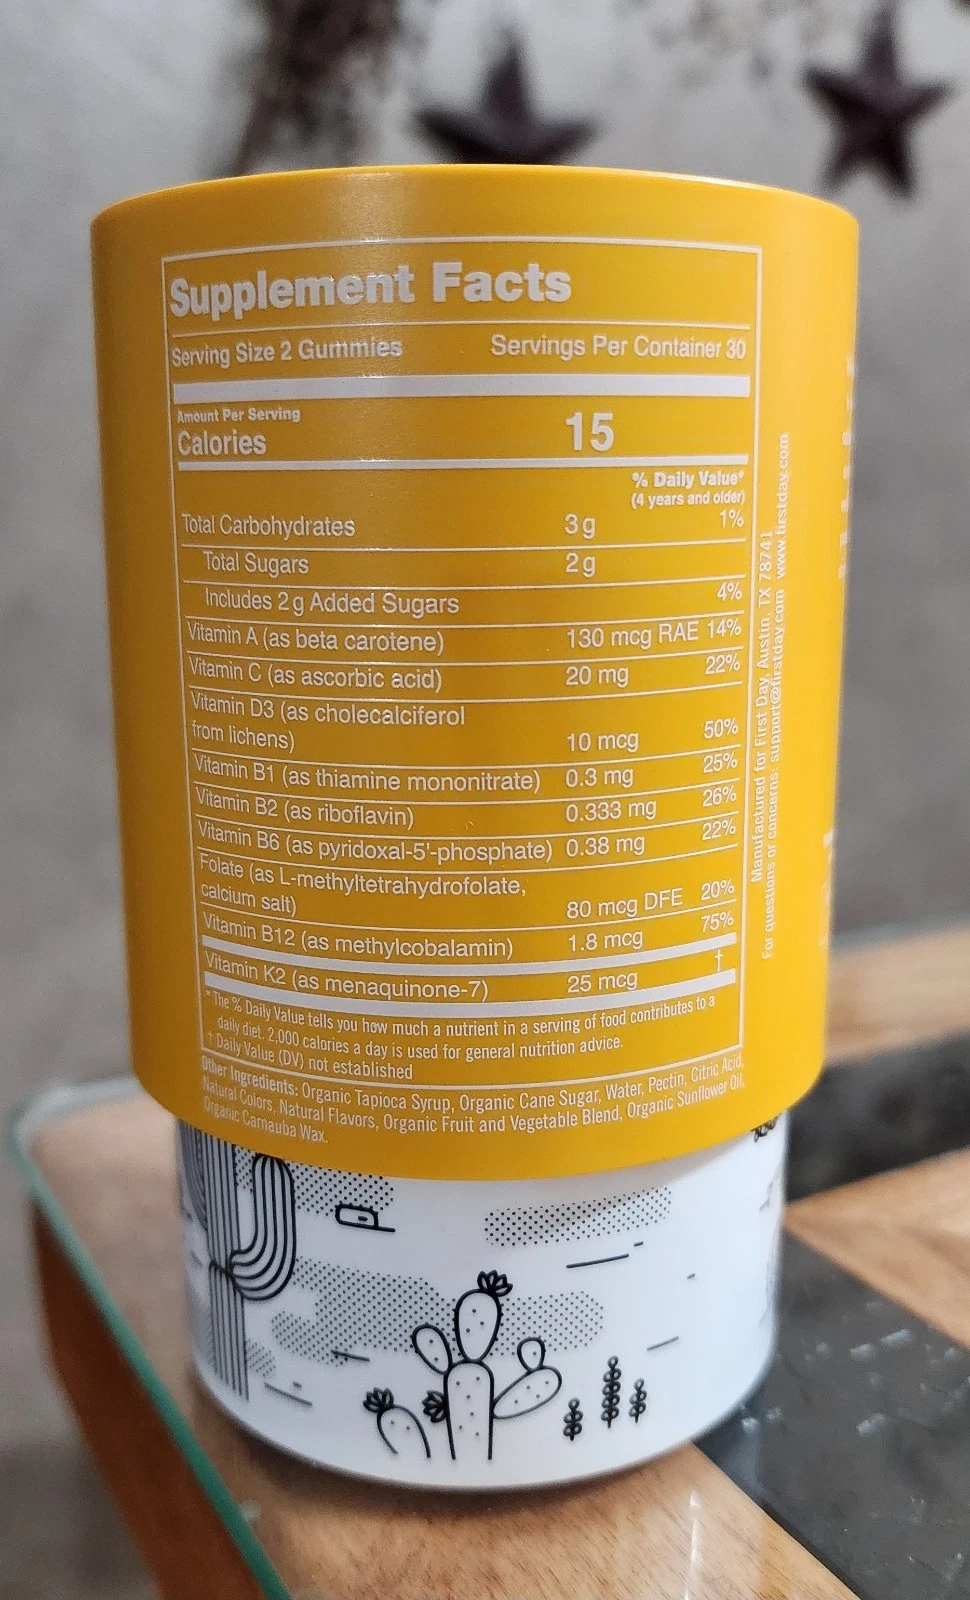 Supplement Facts
Serving Size 2 Gummies Servings Per Container 30
Amount Per Serving
Calories 15
% Daily Value*
(4 years and older)
Total Carbohydrates 3 g 1%
Total Sugars 2 g
Includes 2 g Added Sugars 4%
Vitamin A (as beta carotene) 130 mcg RAE 14%
Vitamin C (as ascorbic acid) 20 mg 22%
Vitamin D3 (as cholecalciferol
from lichens) 10 mcg 50%
Vitamin B1 (as thiamine mononitrate) 0.3 mg 25%
Vitamin B2 (as riboflavin) 0.333 mg 26%
Vitamin B6 (as pyridoxal-5'-phosphate) 0.38 mg 22%
Folate (as L-methyltetrahydrofolate,
calcium salt) 80 mcg DFE 20%
Vitamin B12 (as methylcobalamin) 1.8 mcg 75%
Vitamin K2 (as menaquinone-7) 25 mcg †
* The % Daily Value tells you how much a nutrient in a serving of food contributes to a
daily diet. 2,000 calories a day is used for general nutrition advice.
† Daily Value (DV) not established
Other Ingredients: Organic Tapioca Syrup, Organic Cane Sugar, Water, Pectin, Citric Acid,
Natural Colors, Natural Flavors, Organic Fruit and Vegetable Blend, Organic Sunflower Oil,
Organic Carnauba Wax.
Manufactured for First Day, Austin, TX 78741
For questions or concerns: support@firstday.com www.firstday.com